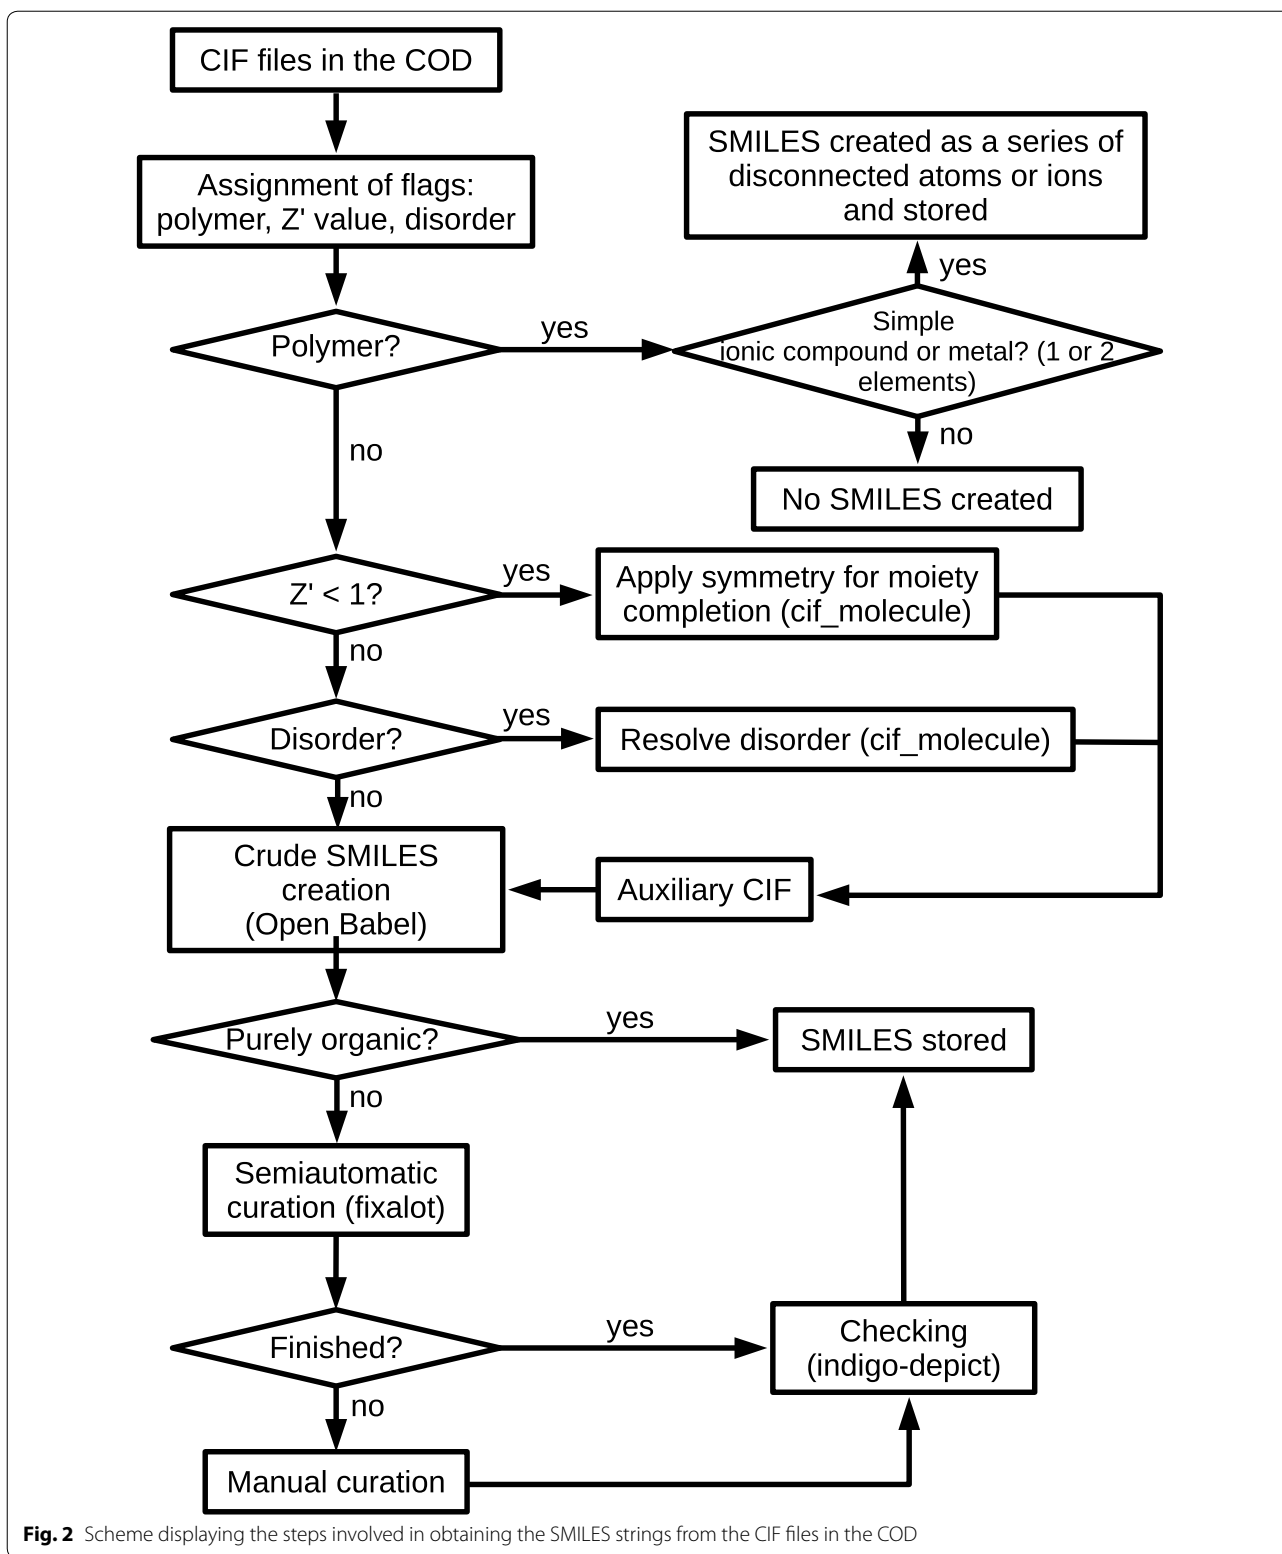 CIF files in the COD
Assignment of flags:
polymer, Z' value, disorder
SMILES created as a series of
disconnected atoms or ions
and stored
yes
Polymer?
yes
Simple
ionic compound or metal? (1 or 2
elements)
no
no
No SMILES created
Z' < 1?
yes
Apply symmetry for moiety
completion (cif_molecule)
no
Disorder?
yes
Resolve disorder (cif_molecule)
no
Crude SMILES
creation
(Open Babel)
Auxiliary CIF
Purely organic?
yes
SMILES stored
no
Semiautomatic
curation (fixalot)
Finished?
yes
Checking
(indigo-depict)
no
Manual curation
Fig. 2 Scheme displaying the steps involved in obtaining the SMILES strings from the CIF files in the COD